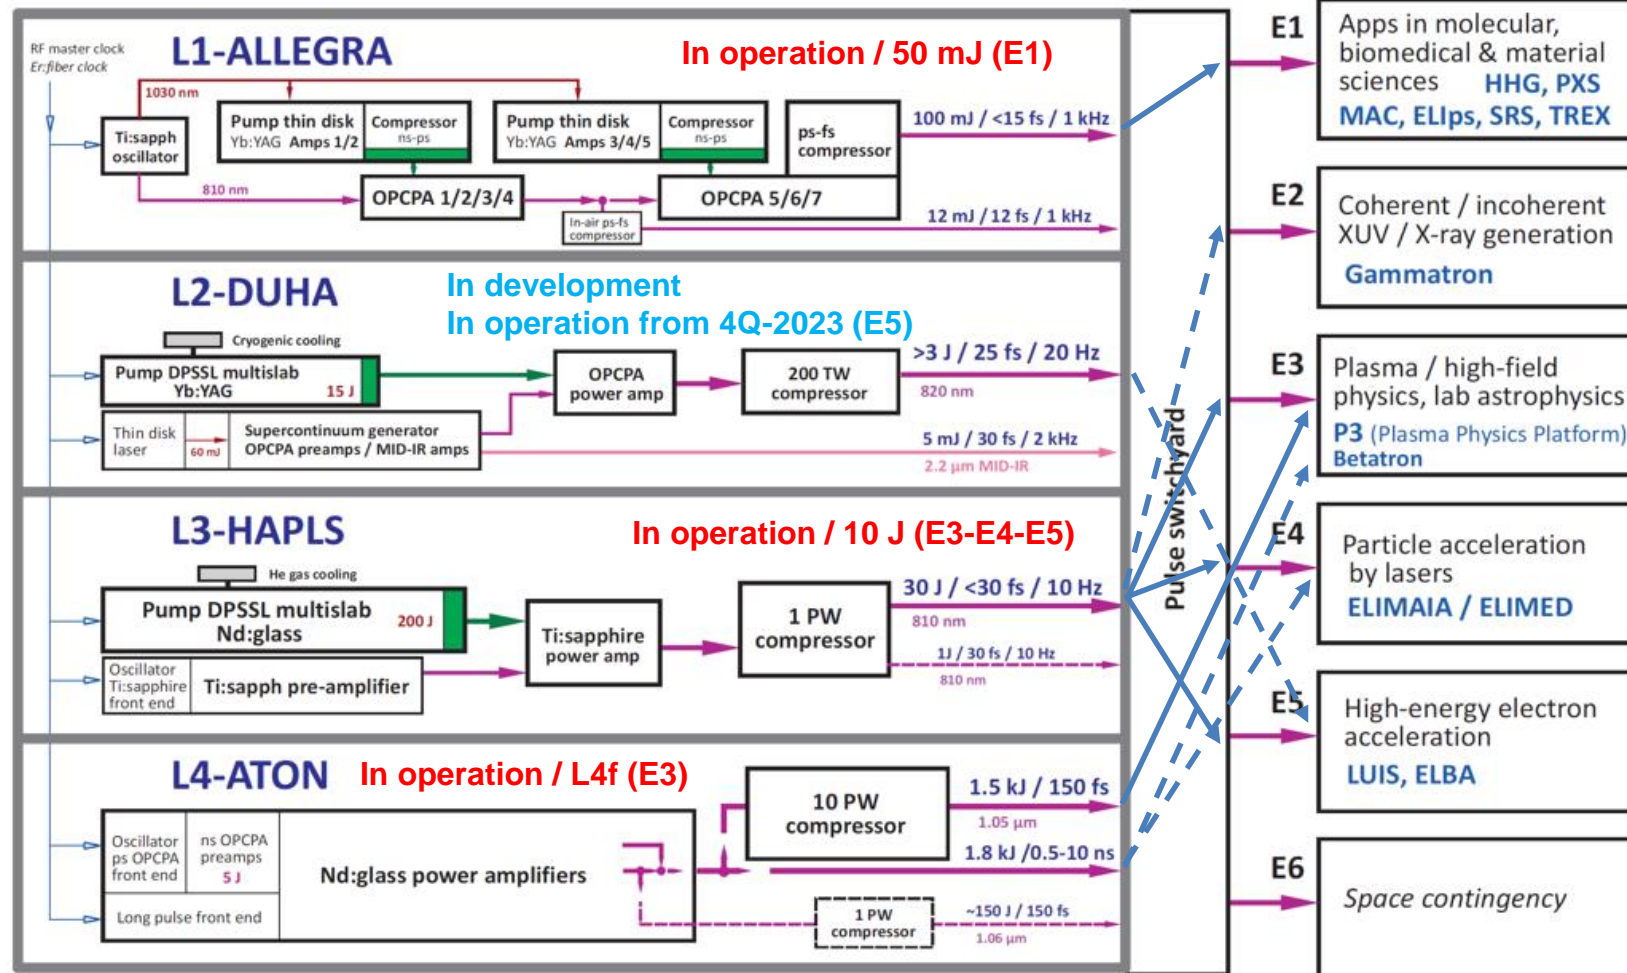 RF master clock
Er:fiber clock
L1-ALLEGRA
In operation / 50 mJ (E1)
1030 nm
Ti:sapph
oscillator
Pump thin disk
Yb:YAG Amps 1/2
Compressor
ns-ps
Pump thin disk
Yb:YAG Amps 3/4/5
Compressor
ns-ps
ps-fs
compressor
100 mJ / <15 fs / 1 kHz
810 nm
OPCPA 1/2/3/4
In-air ps-fs
compressor
OPCPA 5/6/7
12 mJ / 12 fs / 1 kHz
L2-DUHA
In development
In operation from 4Q-2023 (E5)
Cryogenic cooling
Pump DPSSL multislab
Yb:YAG
15 J
OPCPA
power amp
200 TW
compressor
>3 J / 25 fs / 20 Hz
820 nm
Thin disk
laser
60 mJ
Supercontinuum generator
OPCPA preamps / MID-IR amps
5 mJ / 30 fs / 2 kHz
2.2 µm MID-IR
L3-HAPLS
In operation / 10 J (E3-E4-E5)
He gas cooling
Pump DPSSL multislab
Nd:glass
200 J
Ti:sapphire
power amp
1 PW
compressor
30 J / <30 fs / 10 Hz
810 nm
1J / 30 fs / 10 Hz
810 nm
Oscillator
Ti:sapphire
front end
Ti:sapph pre-amplifier
L4-ATON
In operation / L4f (E3)
Oscillator
ps OPCPA
front end
ns OPCPA
preamps
5 J
Long pulse front end
Nd:glass power amplifiers
10 PW
compressor
1.5 kJ / 150 fs
1.05 µm
1.8 kJ /0.5-10 ns
1 PW
compressor
~150 J / 150 fs
1.06 µm
Pulse switchyard
E1
Apps in molecular,
biomedical & material
sciences HHG, PXS
MAC, ELIps, SRS, TREX
E2
Coherent / incoherent
XUV / X-ray generation
Gammatron
E3
Plasma / high-field
physics, lab astrophysics
P3 (Plasma Physics Platform)
Betatron
E4
Particle acceleration
by lasers
ELIMAIA / ELIMED
E5
High-energy electron
acceleration
LUIS, ELBA
E6
Space contingency